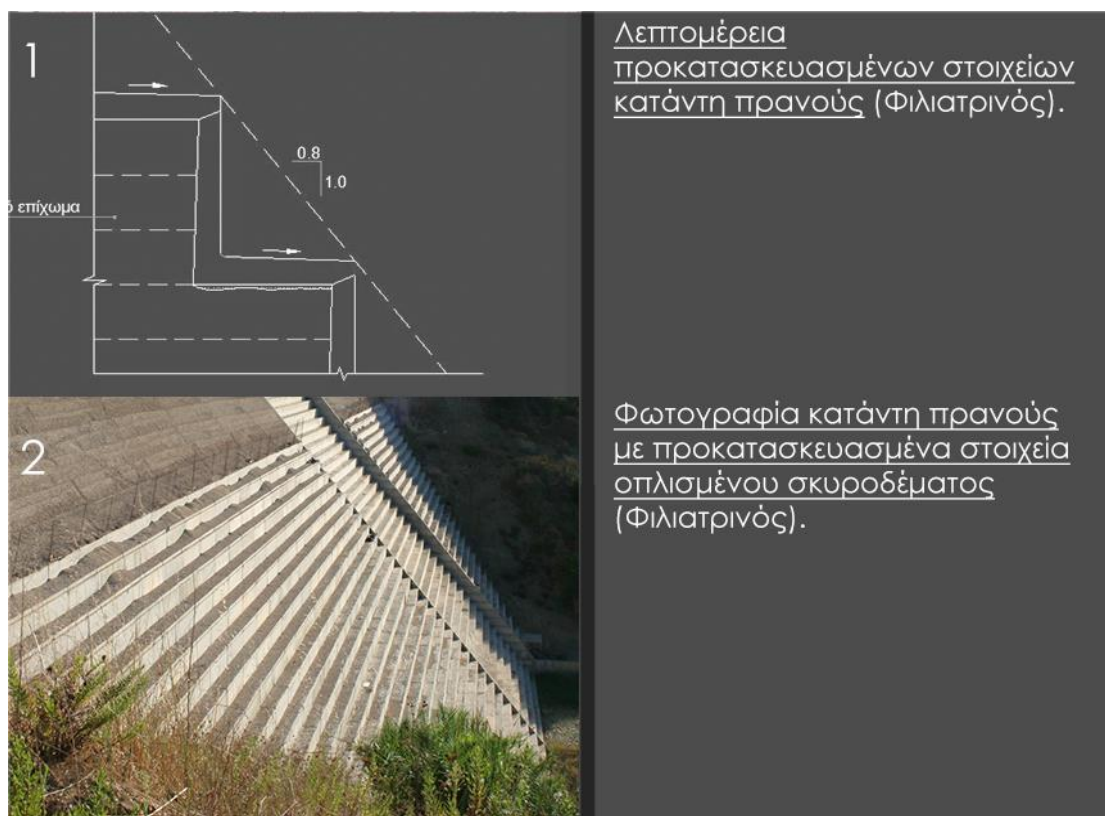 1
Λεπτομέρεια
προκατασκευασμένων στοιχείων
κατάντη πρανούς (Φιλιατρινός).
0.8
1.0
επίχωμα
2
Φωτογραφία κατάντη πρανούς
με προκατασκευασμένα στοιχεία
οπλισμένου σκυροδέματος
(Φιλιατρινός).